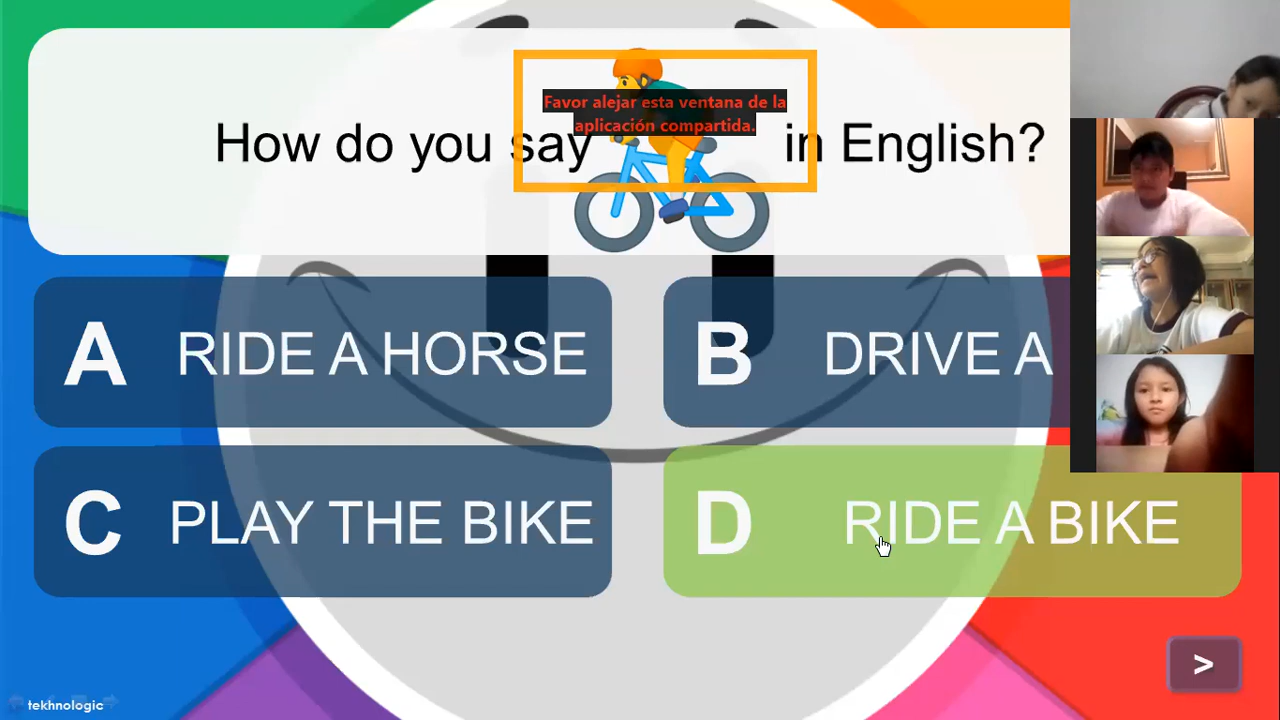 How do you say in English?
Favor alejar esta ventana de la
aplicación compartida.
A RIDE A HORSE
B DRIVE A
C PLAY THE BIKE
D RIDE A BIKE
>
tekhnologic